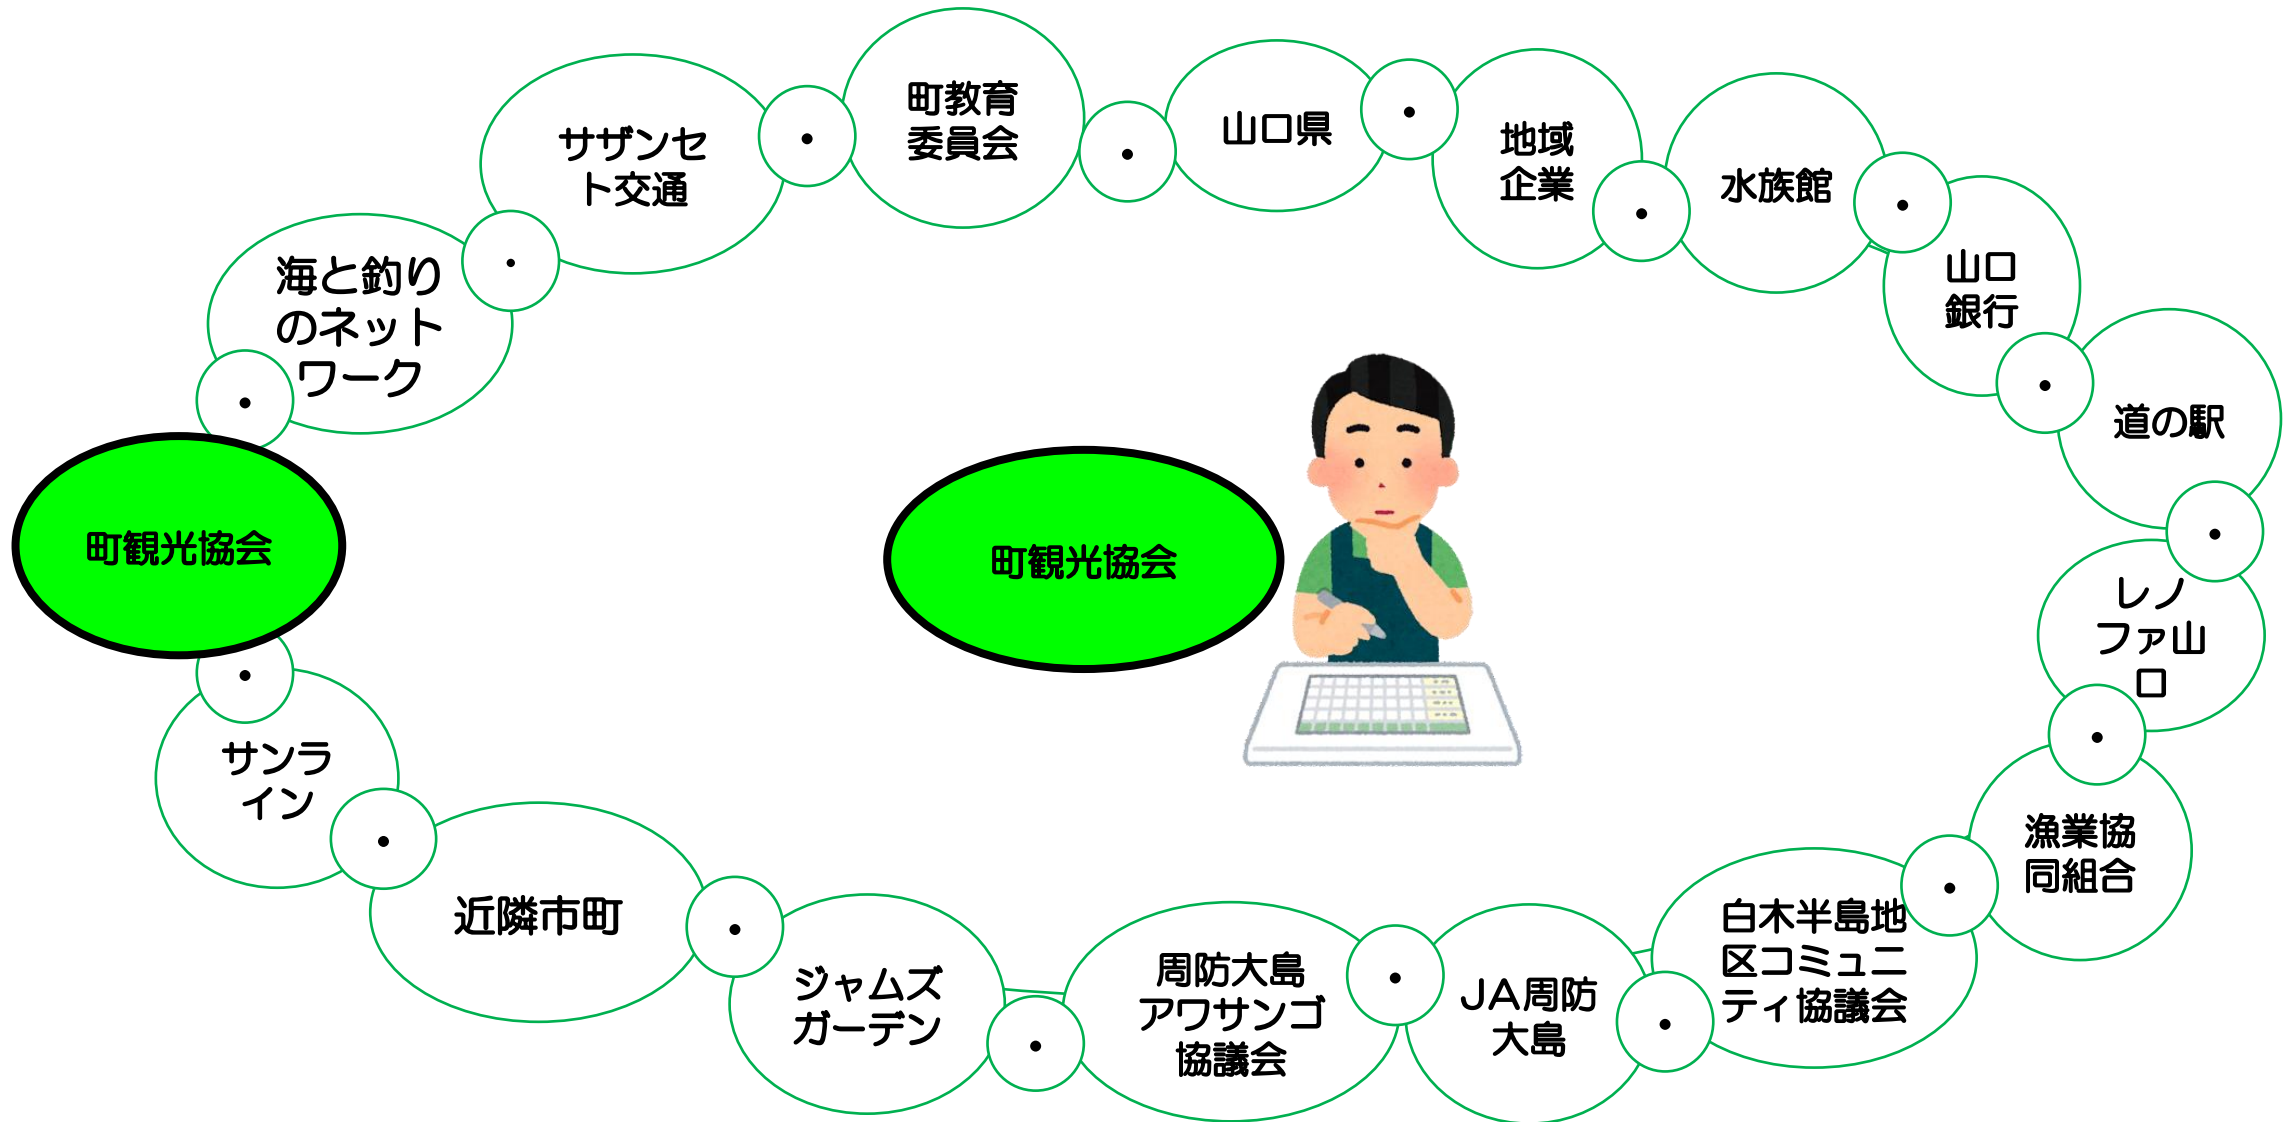 町教育
委員会
山口県
サザンセ
ト交通
地域
企業
水族館
海と釣り
のネット
ワーク
山口
銀行
道の駅
町観光協会
町観光協会
レノ
ファ山
口
サンラ
イン
漁業協
同組合
近隣市町
白木半島地
区コミュニ
ティ協議会
ジャムズ
ガーデン
周防大島
アワサンゴ
協議会
JA周防
大島